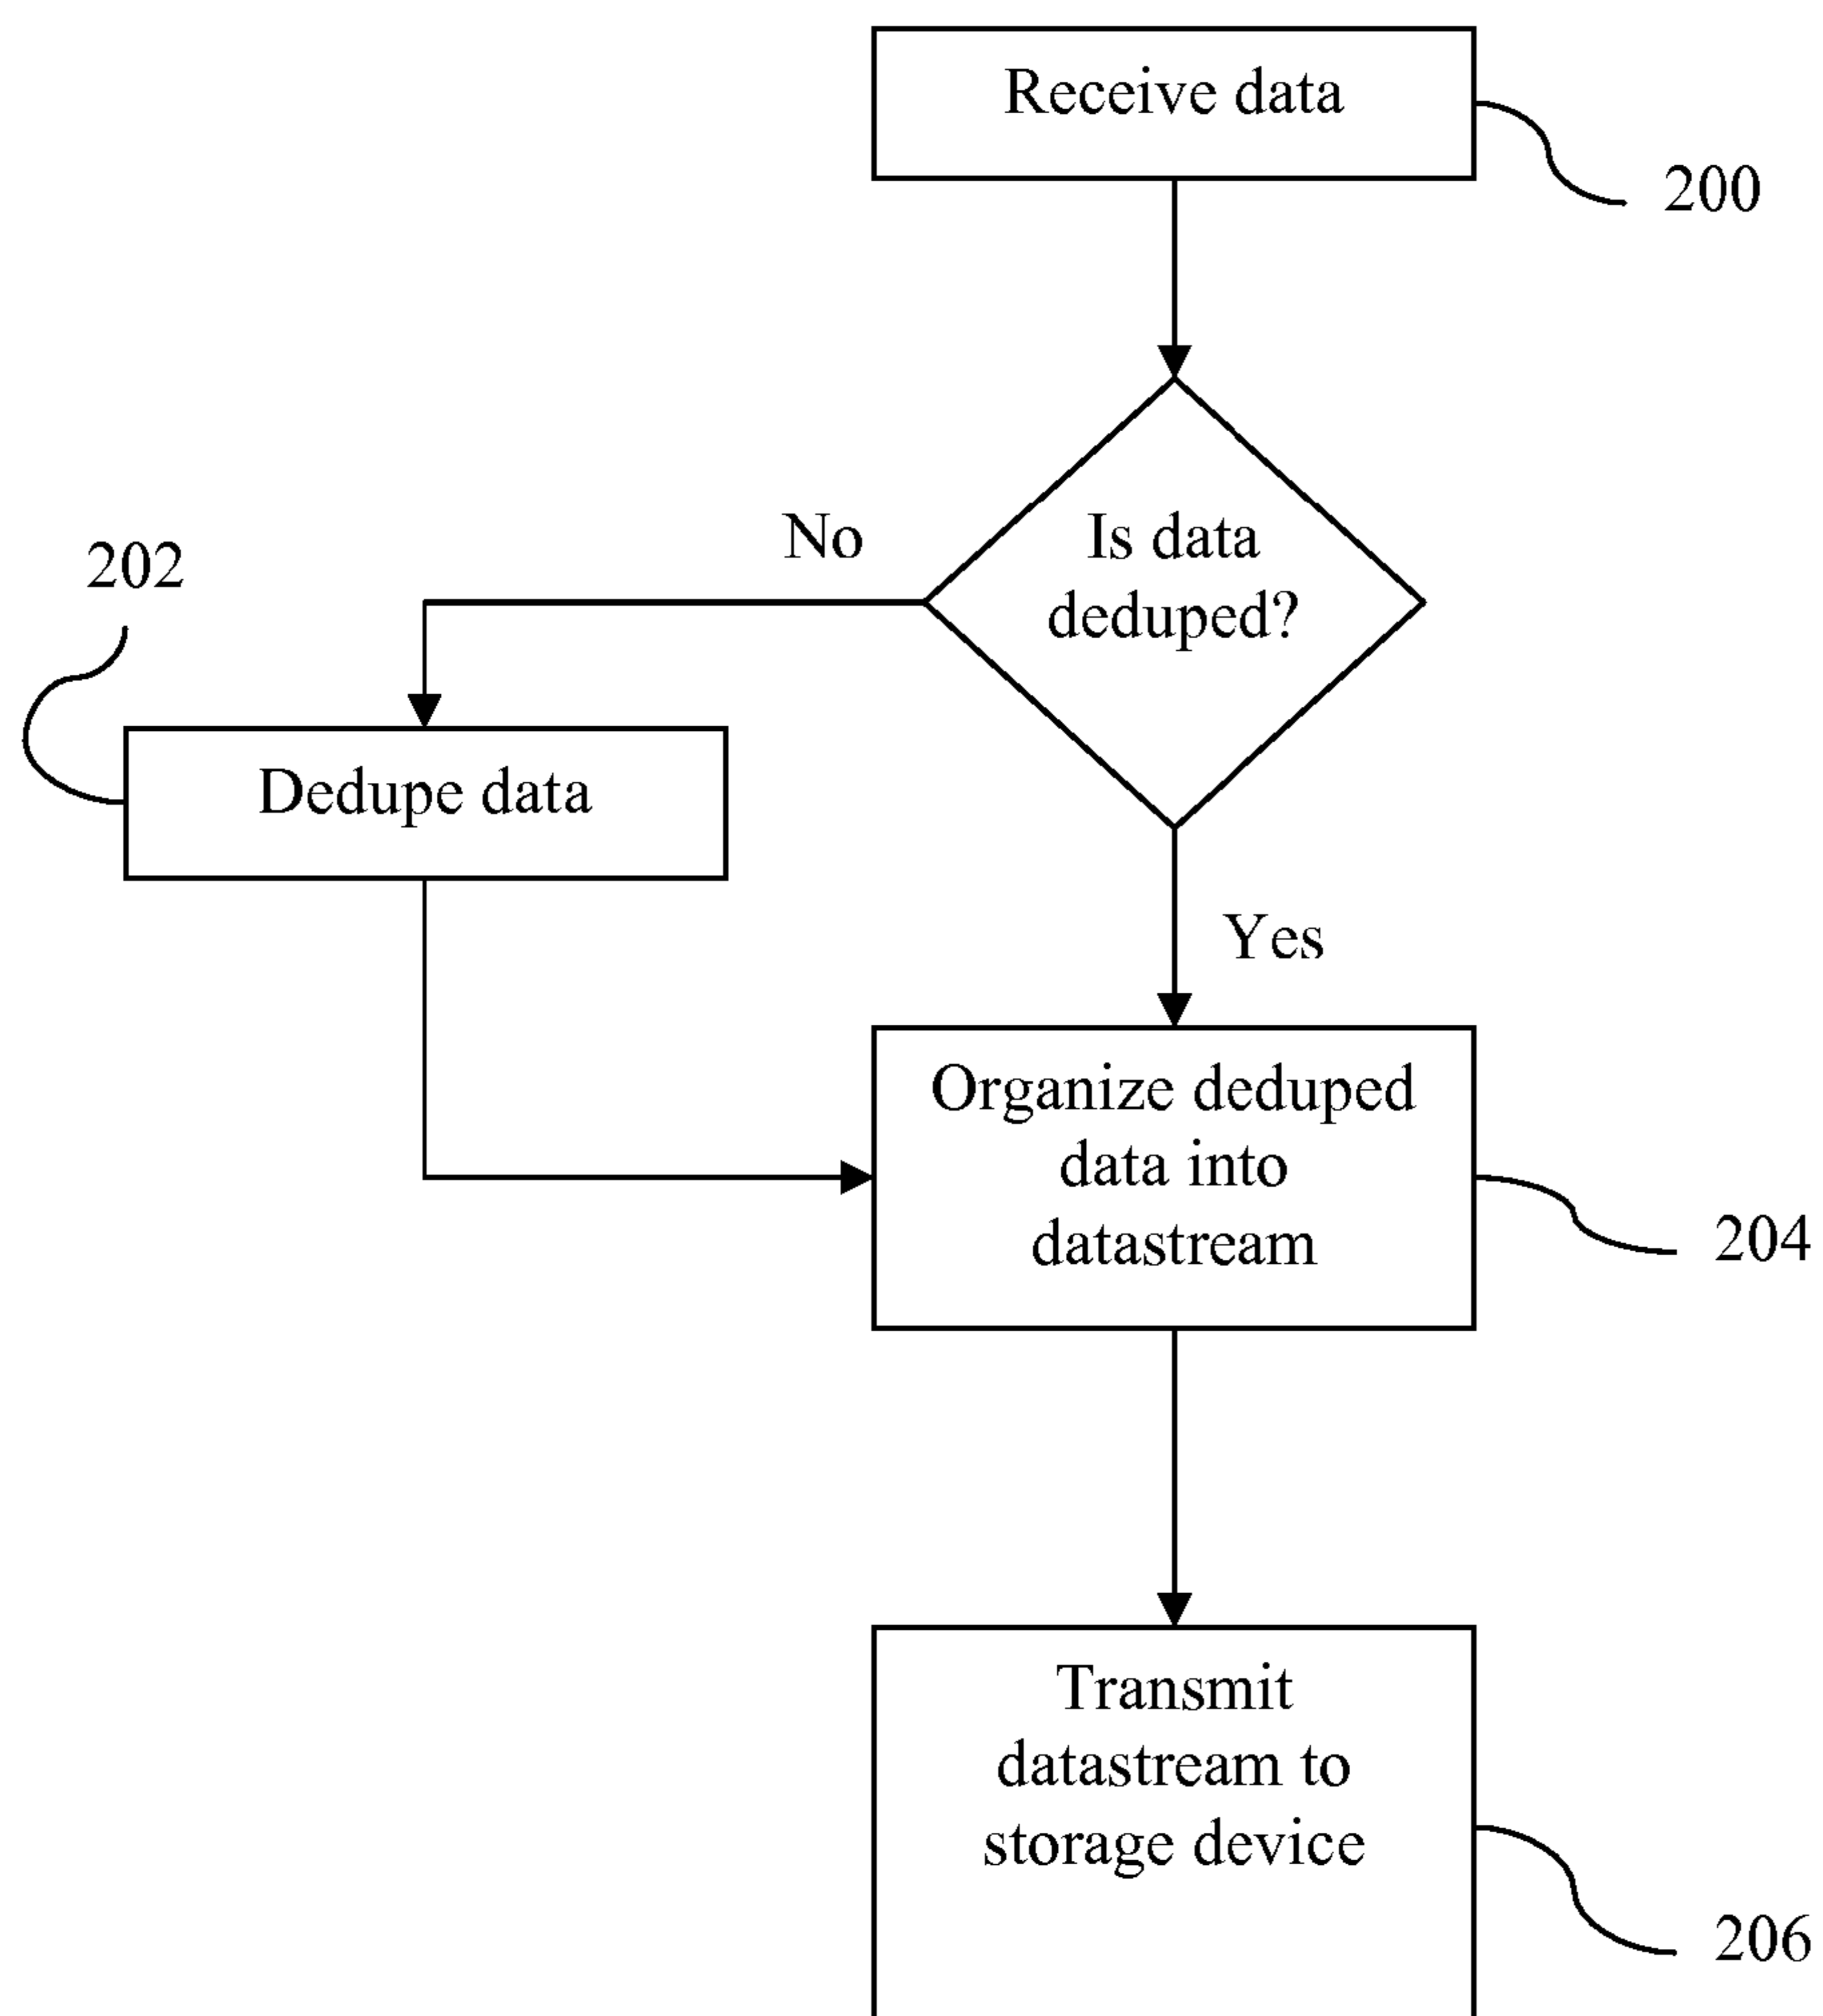 Receive data
200
Is data
deduped?
No
202
Dedupe data
Yes
Organize deduped
data into
datastream
204
Transmit
datastream to
storage device
206